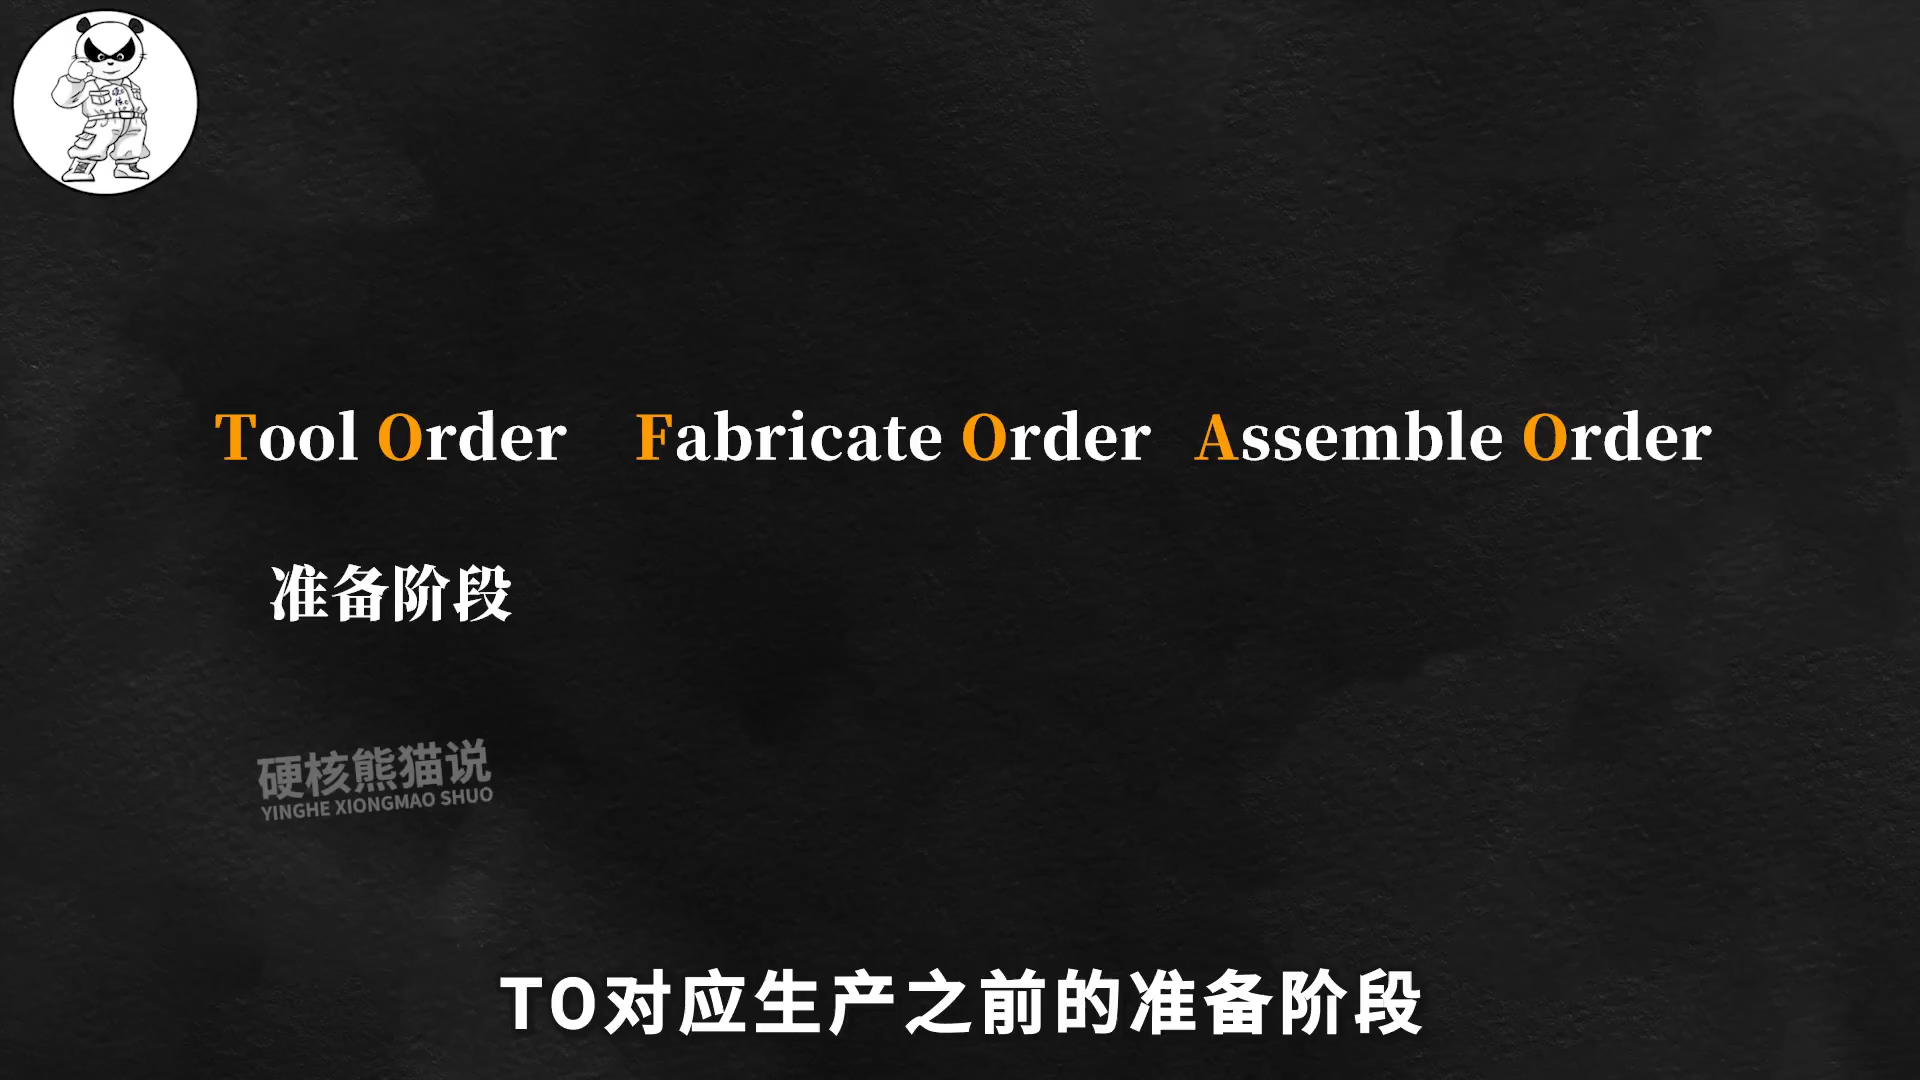 Tool Order Fabricate Order Assemble Order
准备阶段
硬核熊猫说
YINGHE XIONGMAO SHUO
TO对应生产之前的准备阶段